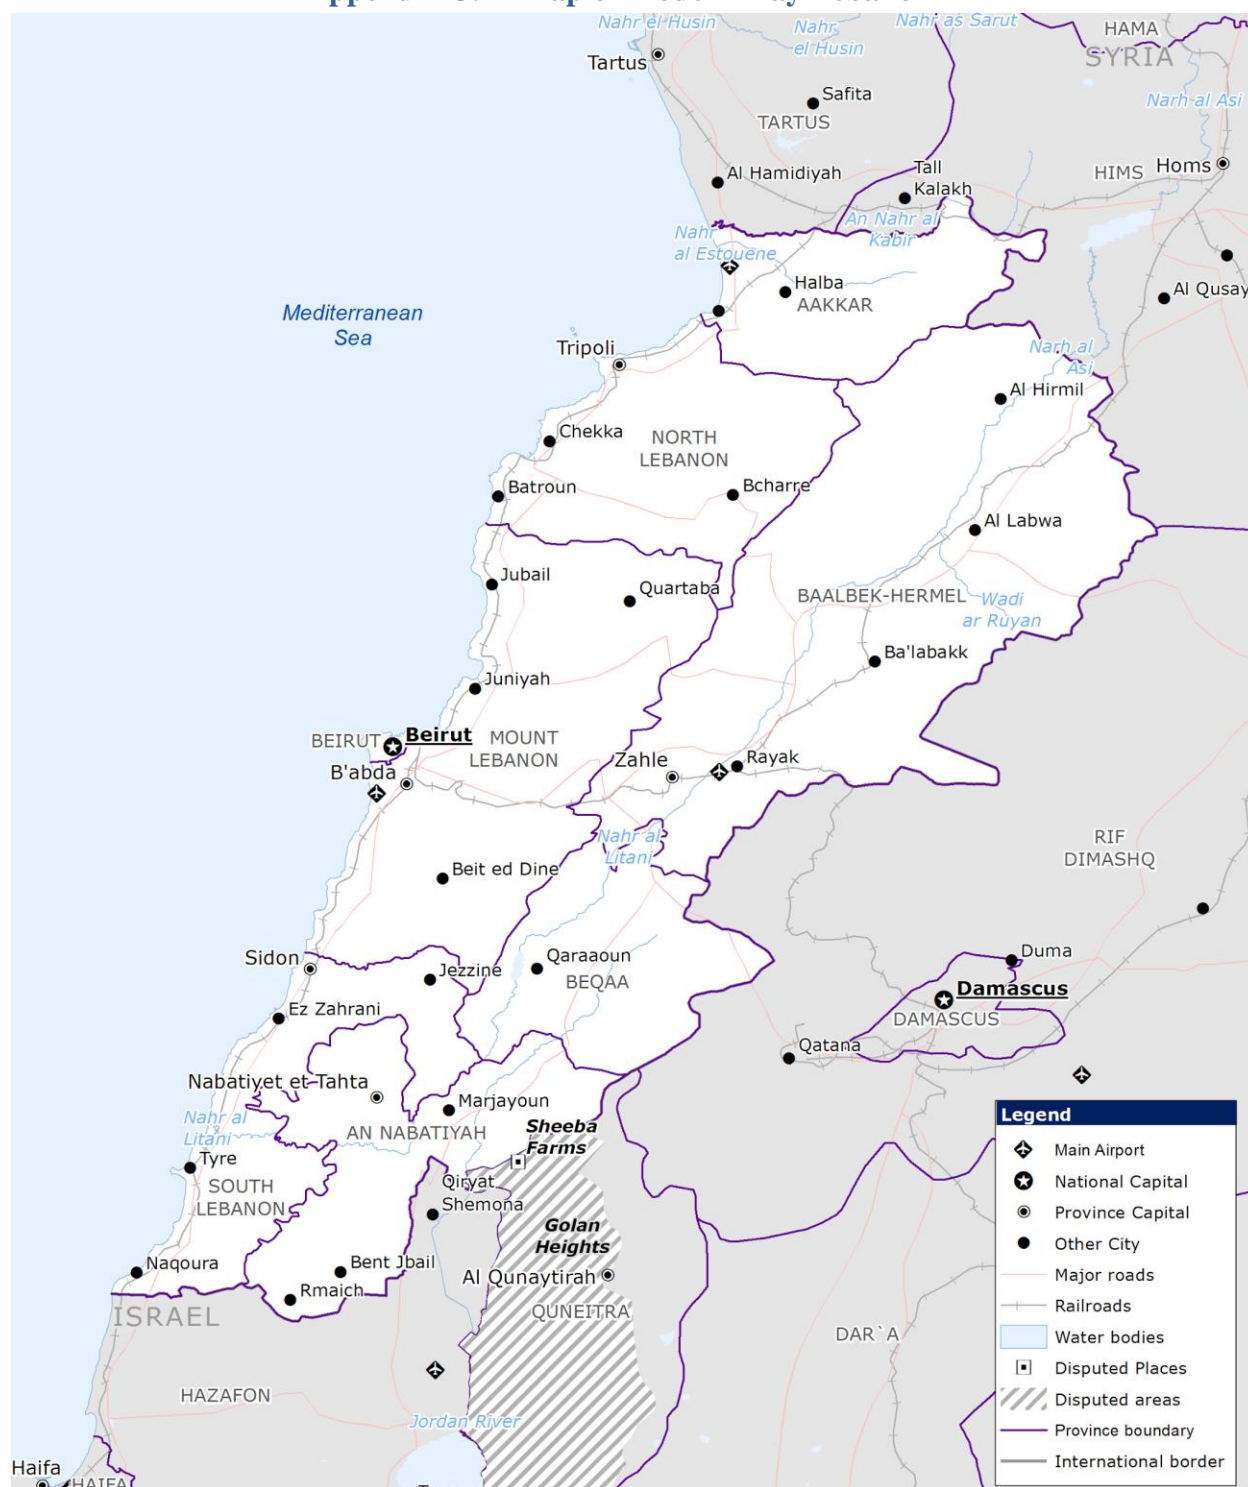 Nahr el Husin
Nahr
el Husin
Nahr as Sarut
HAMA
SYRIA
Tartus
Safita
TARTUS
Narh al Asi
Al Hamidiyah
Tall
Kalakh
HIMS
Homs
Nahr
al Estouene
An Nahr al
Kabir
Halba
AAKKAR
Al Qusay
Mediterranean
Sea
Tripoli
Narh al
Asi
Al Hirmil
Chekka
NORTH
LEBANON
Batroun
Bcharre
Al Labwa
Jubail
Quartaba
BAALBEK-HERMEL
Wadi
ar Ruyan
Ba'labakk
Juniyah
BEIRUT
Beirut
MOUNT
LEBANON
B'abda
Zahle
Rayak
Nahr al
Litani
RIF
DIMASHQ
Beit ed Dine
Sidon
Jezzine
Qaraaoun
BEQAA
Duma
Damascus
DAMASCUS
Ez Zahrani
Qatana
Nabatiyet et Tahta
Marjayoun
Nahr al
Litani
AN NABATIYAH
Sheeba
Farms
Tyre
SOUTH
LEBANON
Qiryat
Shemona
Golan
Heights
Naqoura
Bent Jbail
Al Qunaytirah
Rmaich
ISRAEL
QUNEITRA
DAR`A
HAZAFON
Jordan River
Haifa
HAIFA
Legend
Main Airport
National Capital
Province Capital
Other City
Major roads
Railroads
Water bodies
Disputed Places
Disputed areas
Province boundary
International border